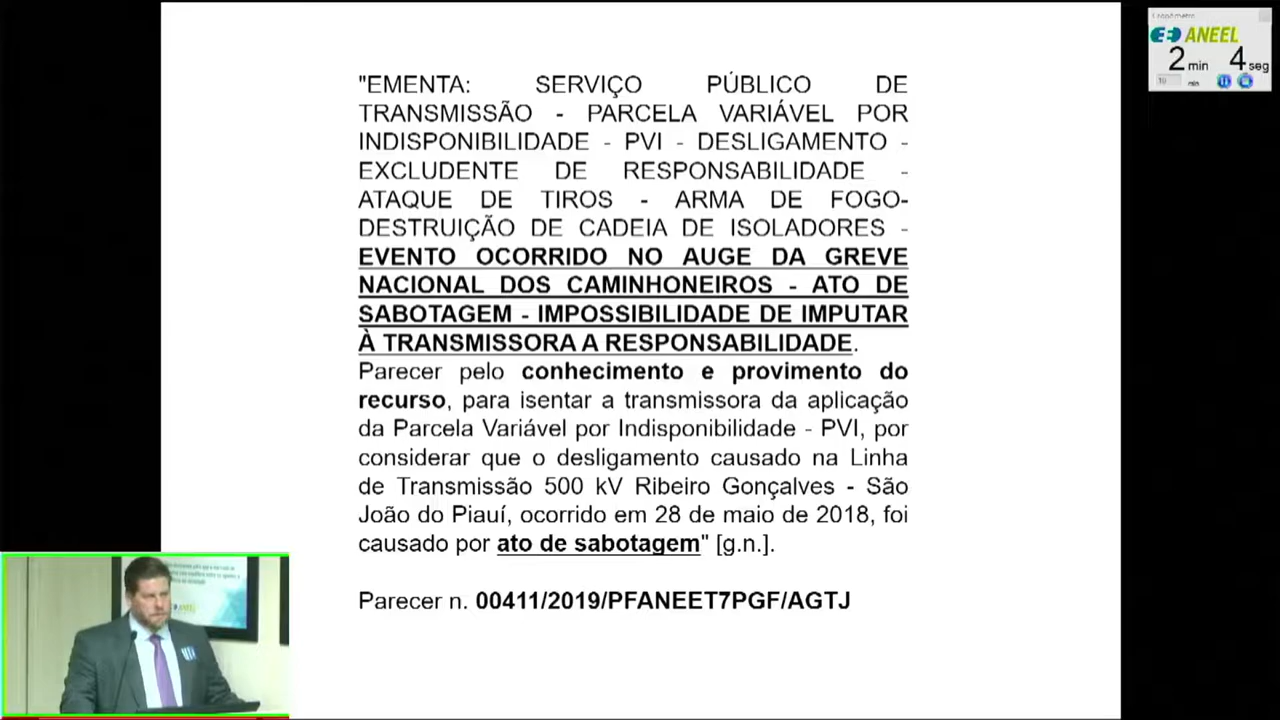 "EMENTA: SERVIÇO PÚBLICO DE
TRANSMISSÃO - PARCELA VARIÁVEL POR
INDISPONIBILIDADE - PVI - DESLIGAMENTO -
EXCLUDENTE DE RESPONSABILIDADE -
ATAQUE DE TIROS - ARMA DE FOGO-
DESTRUIÇÃO DE CADEIA DE ISOLADORES -
EVENTO OCORRIDO NO AUGE DA GREVE
NACIONAL DOS CAMINHONEIROS - ATO DE
SABOTAGEM - IMPOSSIBILIDADE DE IMPUTAR
À TRANSMISSORA A RESPONSABILIDADE.
Parecer pelo conhecimento e provimento do
recurso, para isentar a transmissora da aplicação
da Parcela Variável por Indisponibilidade - PVI, por
considerar que o desligamento causado na Linha
de Transmissão 500 kV Ribeiro Gonçalves - São
João do Piauí, ocorrido em 28 de maio de 2018, foi
causado por ato de sabotagem" [g.n.].
Parecer n. 00411/2019/PFANEET7PGF/AGTJ
ANEEL
2 min 4 seg
10 min
ANEEL